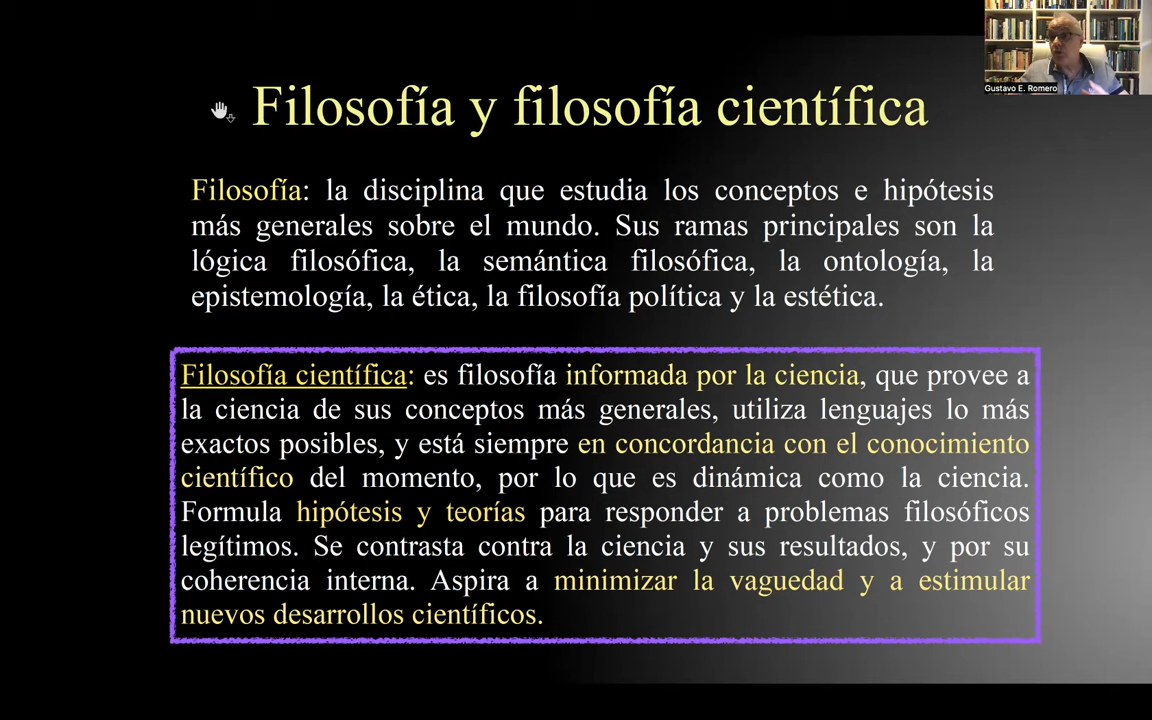 Gustavo E. Romero
Filosofía y filosofía científica
Filosofía: la disciplina que estudia los conceptos e hipótesis
más generales sobre el mundo. Sus ramas principales son la
lógica filosófica, la semántica filosófica, la ontología, la
epistemología, la ética, la filosofía política y la estética.
Filosofía científica: es filosofía informada por la ciencia, que provee a
la ciencia de sus conceptos más generales, utiliza lenguajes lo más
exactos posibles, y está siempre en concordancia con el conocimiento
científico del momento, por lo que es dinámica como la ciencia.
Formula hipótesis y teorías para responder a problemas filosóficos
legítimos. Se contrasta contra la ciencia y sus resultados, y por su
coherencia interna. Aspira a minimizar la vaguedad y a estimular
nuevos desarrollos científicos.